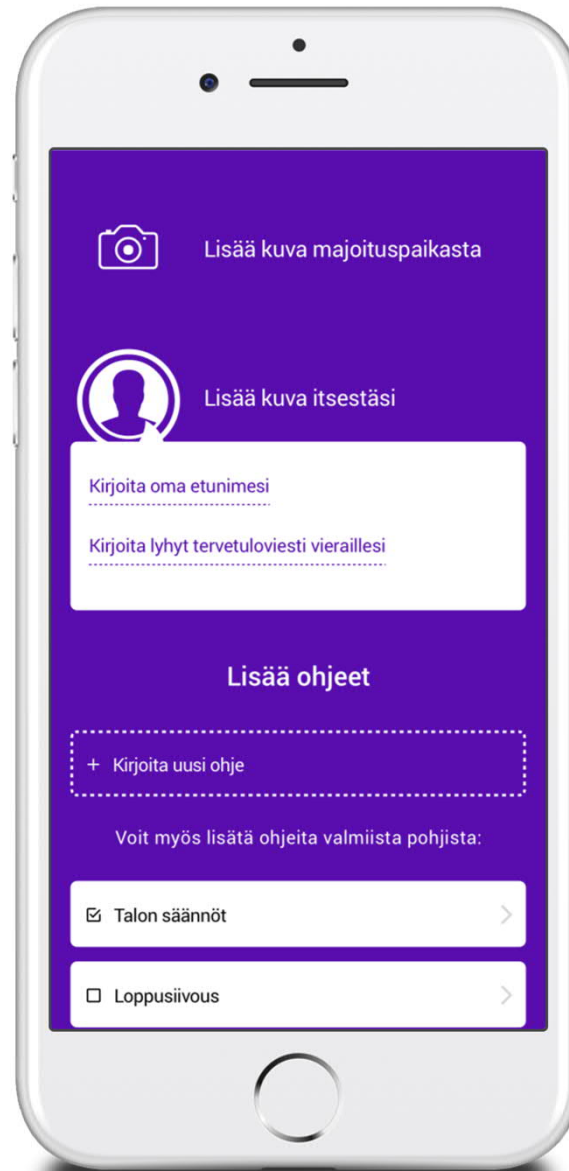 Lisää kuva majoituspaikasta
Lisää kuva itsestäsi
Kirjoita oma etunimesi
Kirjoita lyhyt tervetuloviesti vieraillesi
Lisää ohjeet
+ Kirjoita uusi ohje
Voit myös lisätä ohjeita valmiista pohjista:
Talon säännöt
Loppusiivous